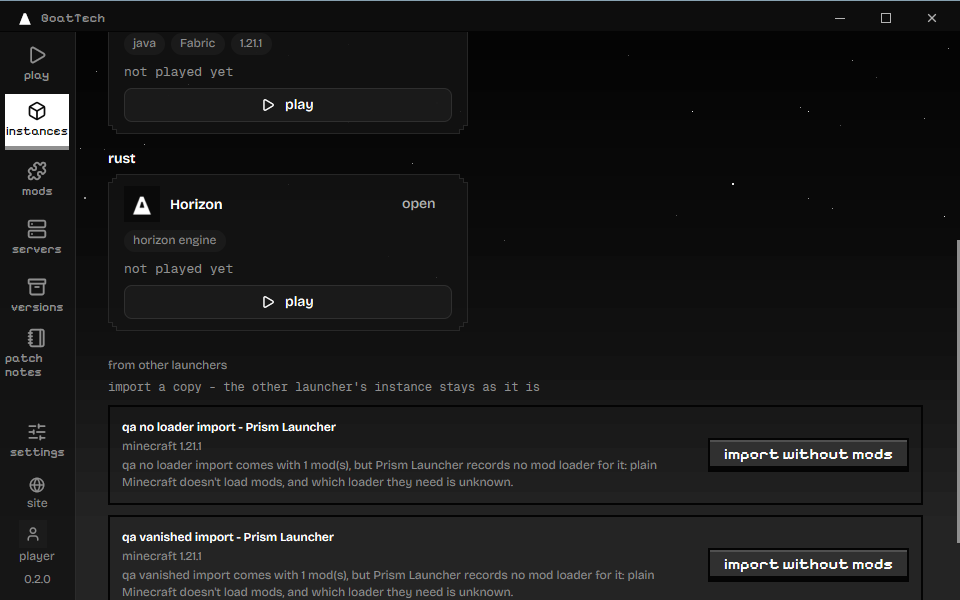 GoatTech
play
instances
mods
servers
versions
patch
notes
settings
site
player
0.2.0
java Fabric 1.21.1
not played yet
play
rust
Horizon open
horizon engine
not played yet
play
from other launchers
import a copy - the other launcher's instance stays as it is
qa no loader import - Prism Launcher
minecraft 1.21.1
qa no loader import comes with 1 mod(s), but Prism Launcher records no mod loader for it: plain
Minecraft doesn't load mods, and which loader they need is unknown.
import without mods
qa vanished import - Prism Launcher
minecraft 1.21.1
qa vanished import comes with 1 mod(s), but Prism Launcher records no mod loader for it: plain
Minecraft doesn't load mods, and which loader they need is unknown.
import without mods